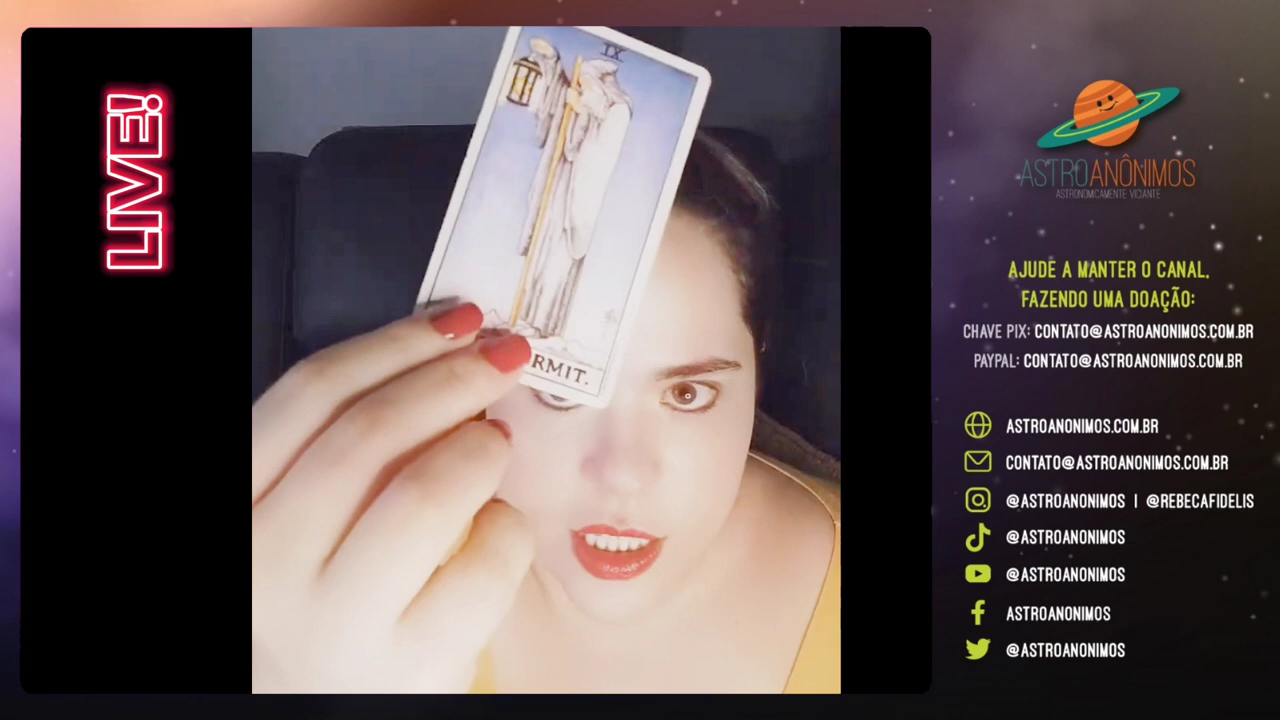 LIVE!
IX
RMIT.
ASTROANÔNIMOS
ASTRONOMICAMENTE VICIANTE
AJUDE A MANTER O CANAL,
FAZENDO UMA DOAÇÃO:
CHAVE PIX: CONTATO@ASTROANONIMOS.COM.BR
PAYPAL: CONTATO@ASTROANONIMOS.COM.BR
ASTROANONIMOS.COM.BR
CONTATO@ASTROANONIMOS.COM.BR
@ASTROANONIMOS | @REBECAFIDELIS
@ASTROANONIMOS
@ASTROANONIMOS
ASTROANONIMOS
@ASTROANONIMOS